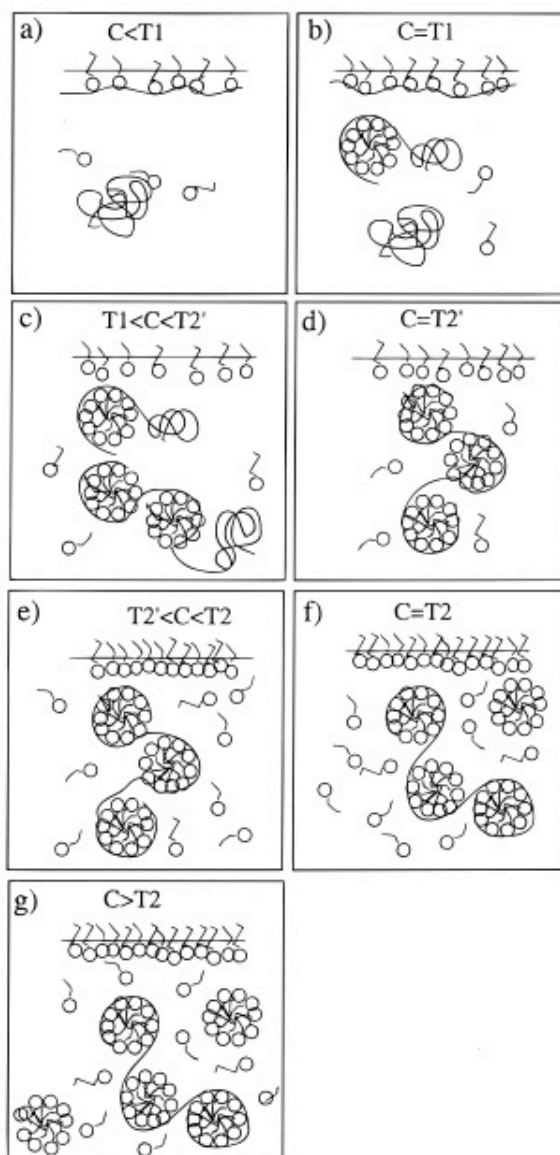 a) C<T1
b) C=T1
c) T1<C<T2'
d) C=T2'
e) T2'<C<T2
f) C=T2
g) C>T2